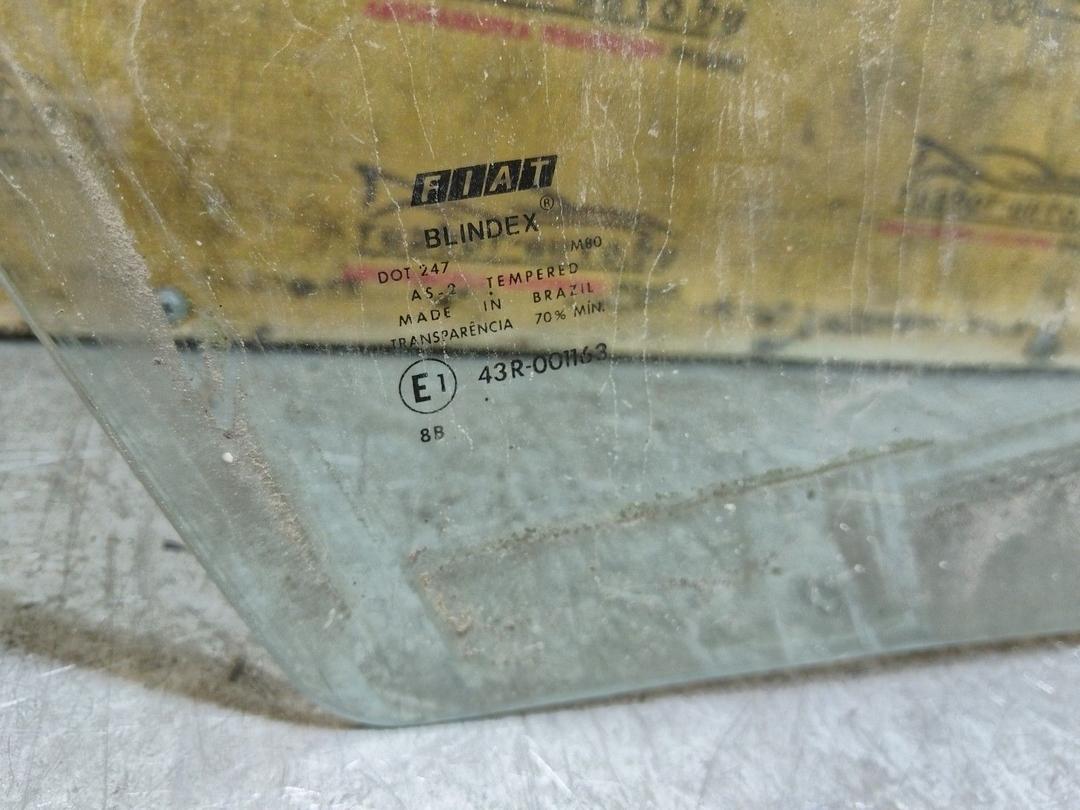 FIAT
®
BLINDEX
M80
DOT 247
AS-2 TEMPERED
MADE IN BRAZIL
TRANSPARÊNCIA 70% MÍN.
E1 43R-001163
8B